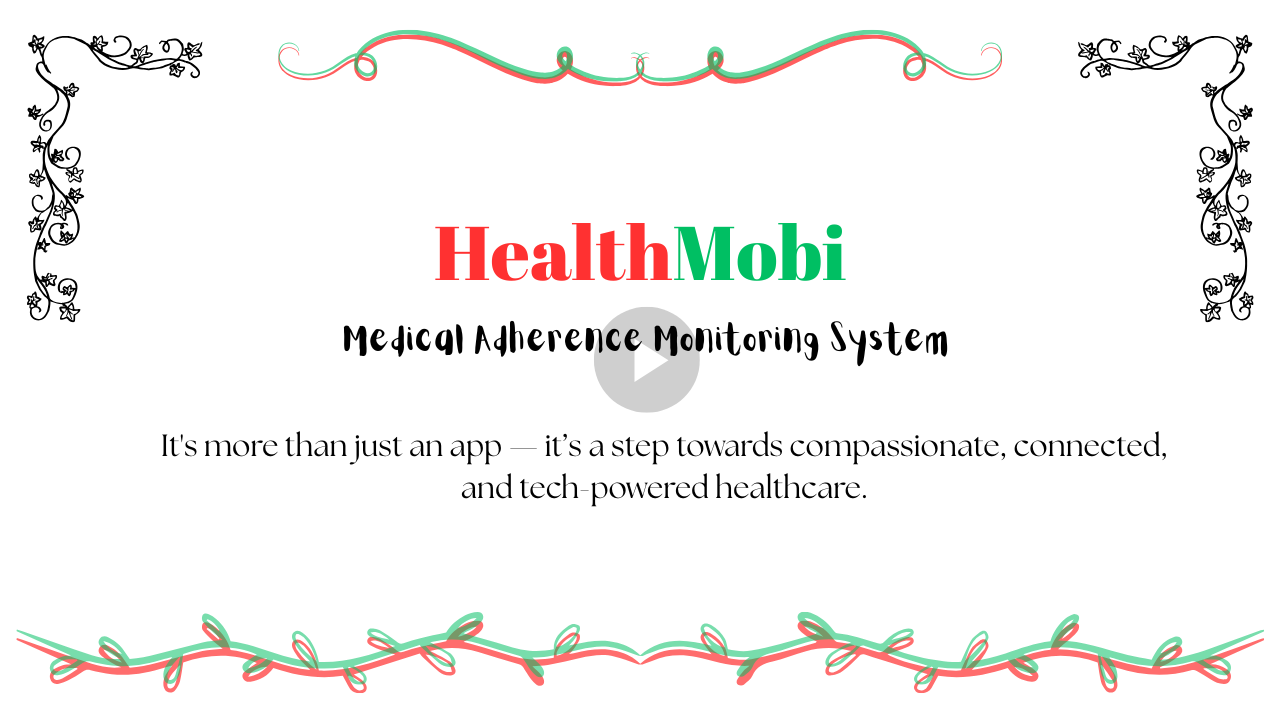 HealthMobi
Medical Adherence Monitoring System
It's more than just an app — it’s a step towards compassionate, connected,
and tech-powered healthcare.